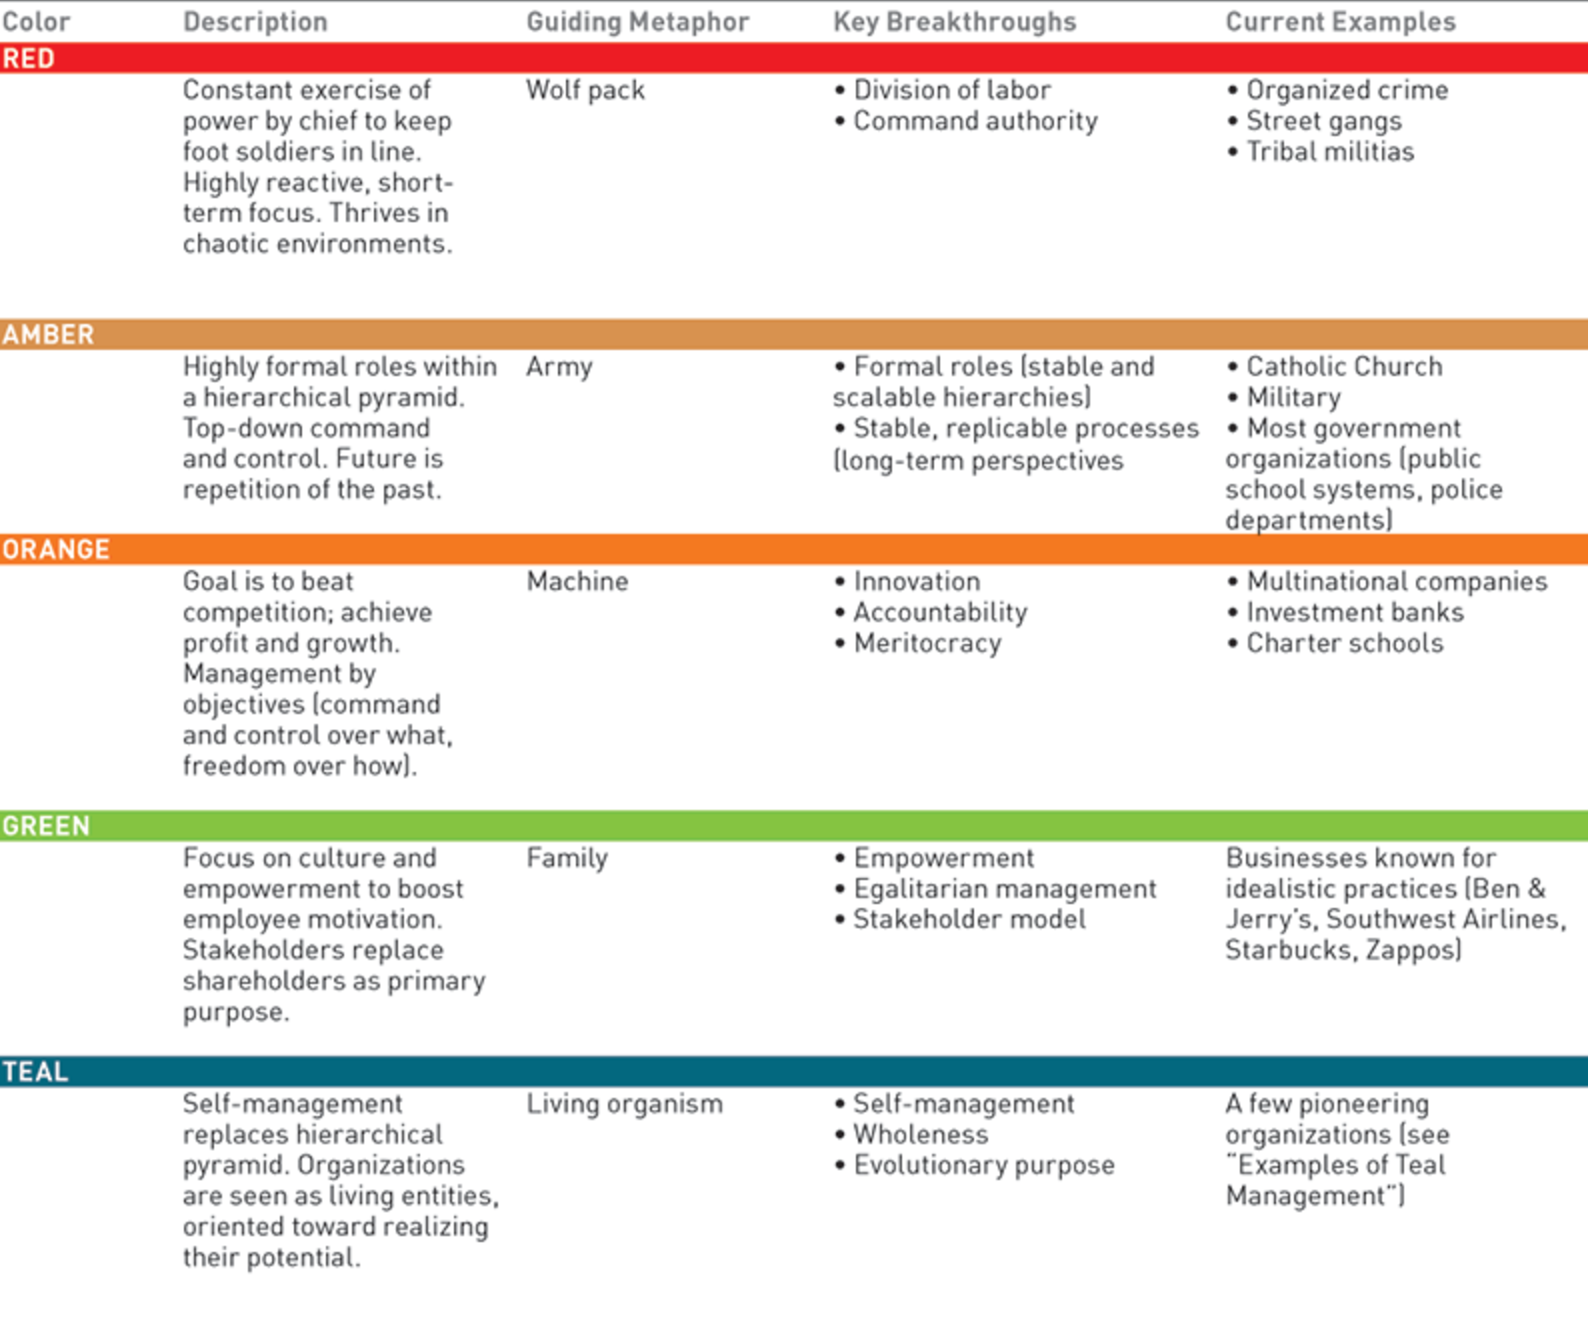 Color Description Guiding Metaphor Key Breakthroughs Current Examples
RED
Constant exercise of
power by chief to keep
foot soldiers in line.
Highly reactive, short-
term focus. Thrives in
chaotic environments.
Wolf pack
• Division of labor
• Command authority
• Organized crime
• Street gangs
• Tribal militias
AMBER
Highly formal roles within
a hierarchical pyramid.
Top-down command
and control. Future is
repetition of the past.
Army
• Formal roles (stable and
scalable hierarchies)
• Stable, replicable processes
(long-term perspectives
• Catholic Church
• Military
• Most government
organizations (public
school systems, police
departments)
ORANGE
Goal is to beat
competition; achieve
profit and growth.
Management by
objectives (command
and control over what,
freedom over how).
Machine
• Innovation
• Accountability
• Meritocracy
• Multinational companies
• Investment banks
• Charter schools
GREEN
Focus on culture and
empowerment to boost
employee motivation.
Stakeholders replace
shareholders as primary
purpose.
Family
• Empowerment
• Egalitarian management
• Stakeholder model
Businesses known for
idealistic practices (Ben &
Jerry’s, Southwest Airlines,
Starbucks, Zappos)
TEAL
Self-management
replaces hierarchical
pyramid. Organizations
are seen as living entities,
oriented toward realizing
their potential.
Living organism
• Self-management
• Wholeness
• Evolutionary purpose
A few pioneering
organizations (see
“Examples of Teal
Management”)